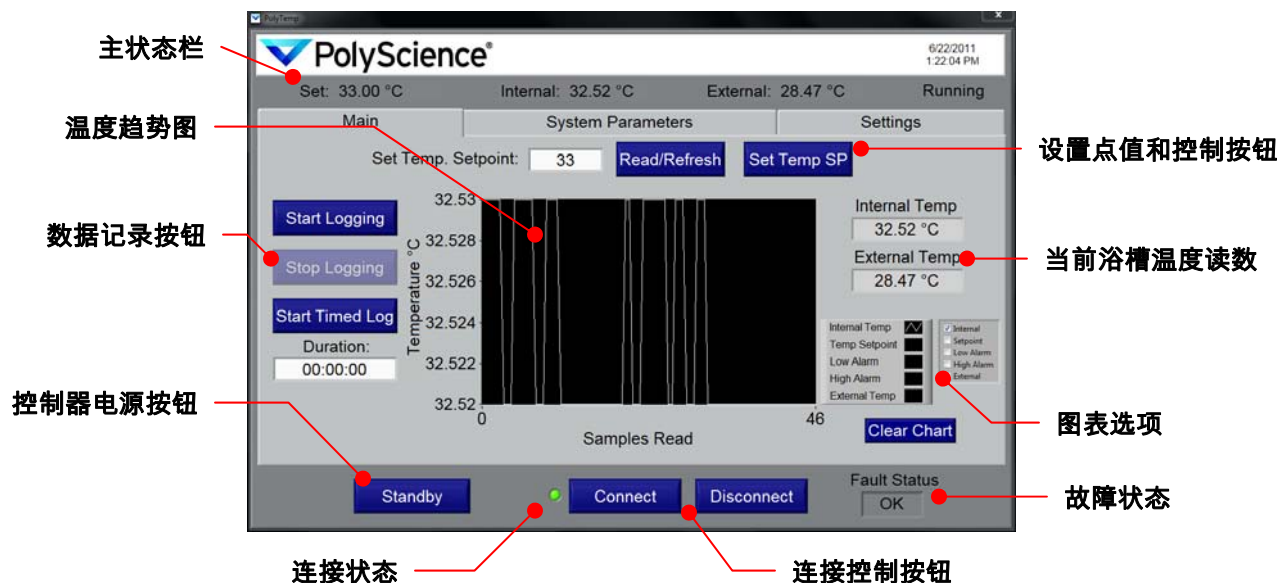 PolyTemp
PolyScience®
6/22/2011
1:22:04 PM
主状态栏
Set: 33.00 °C
Internal: 32.52 °C
External: 28.47 °C
Running
Main
System Parameters
Settings
温度趋势图
Set Temp. Setpoint:
33
Read/Refresh
Set Temp SP
设置点值和控制按钮
数据记录按钮
Start Logging
Stop Logging
Start Timed Log
Duration:
00:00:00
Temperature °C
32.53
32.528
32.526
32.524
32.522
32.52
0
46
Samples Read
Internal Temp
32.52 °C
External Temp
28.47 °C
当前浴槽温度读数
Internal Temp
Temp Setpoint
Low Alarm
High Alarm
External Temp
Internal
Setpoint
Low Alarm
High Alarm
External
图表选项
Clear Chart
控制器电源按钮
Standby
Connect
Disconnect
Fault Status
OK
故障状态
连接状态
连接控制按钮